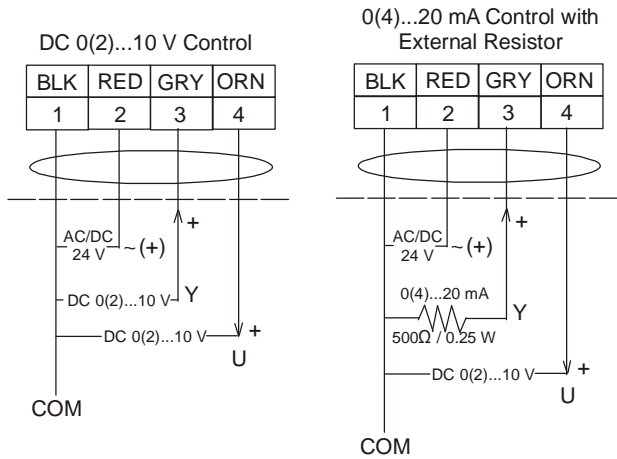 DC 0(2)...10 V Control
BLK RED GRY ORN
1 2 3 4
+
AC/DC
24 V
~ (+)
DC 0(2)...10 V
Y
DC 0(2)...10 V
+
U
COM
0(4)...20 mA Control with
External Resistor
BLK RED GRY ORN
1 2 3 4
+
AC/DC
24 V
~ (+)
0(4)...20 mA
Y
500Ω / 0.25 W
DC 0(2)...10 V
+
U
COM